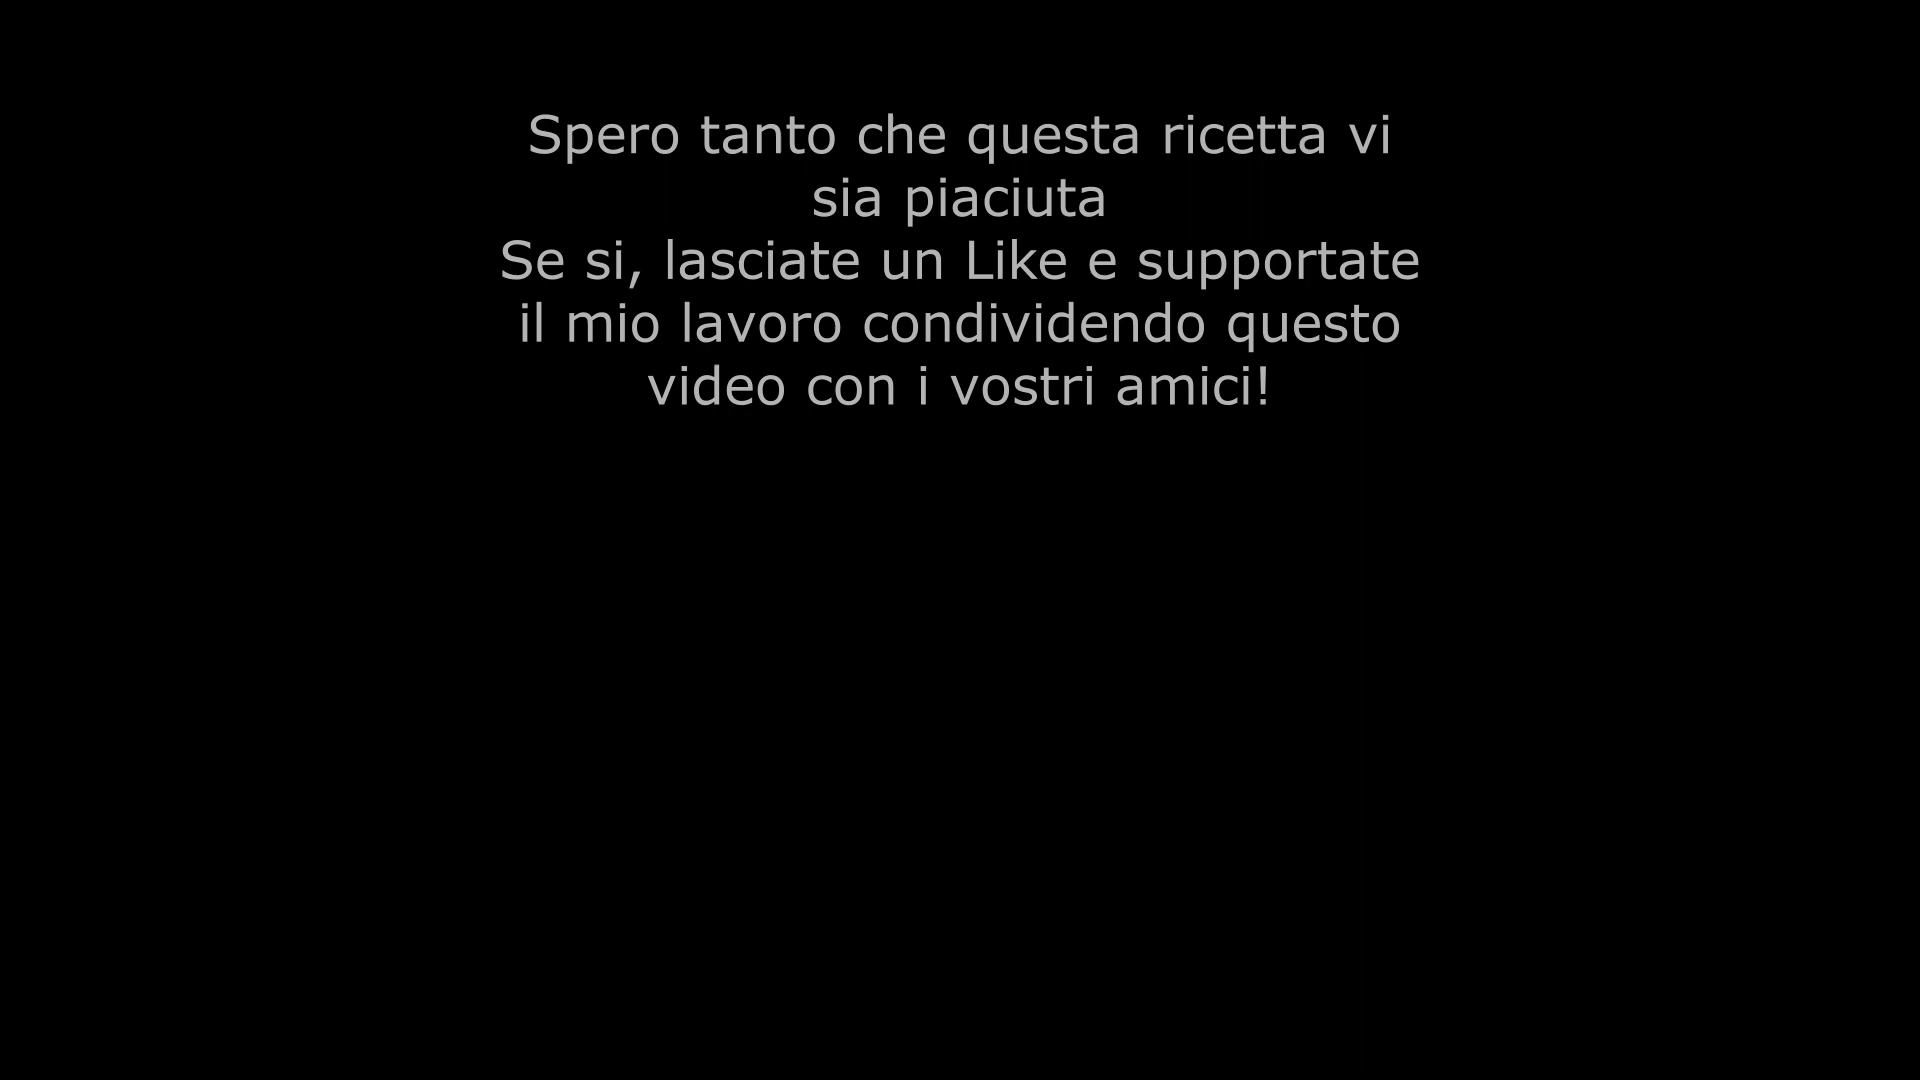 Spero tanto che questa ricetta vi
sia piaciuta
Se si, lasciate un Like e supportate
il mio lavoro condividendo questo
video con i vostri amici!